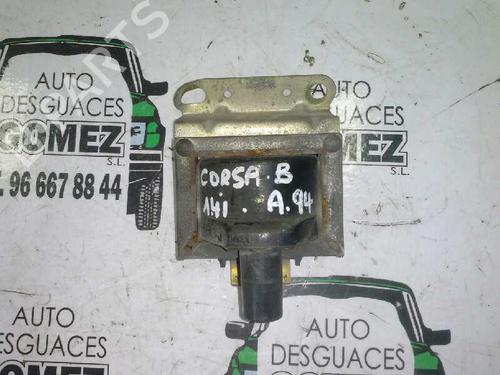 AUTO
DESGUACES
GOMEZ
S.L.
96 667 88 44
AUTO
DESGUACES
GOMEZ
S.L.
CORSA. B
1.4i . A.94
AUTO
DESGUACES
AUTO
DESGUACES